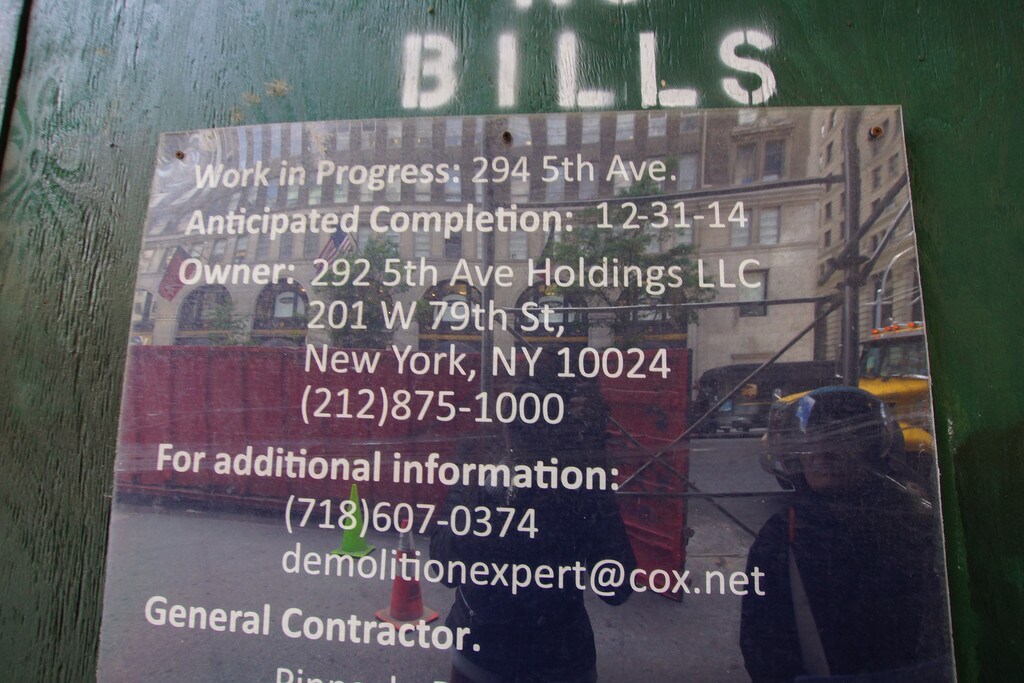 BILLS
Work in Progress: 294 5th Ave.
Anticipated Completion: 12-31-14
Owner: 292 5th Ave Holdings LLC
201 W 79th St,
New York, NY 10024
(212)875-1000
For additional information:
(718)607-0374
demolitionexpert@cox.net
General Contractor.